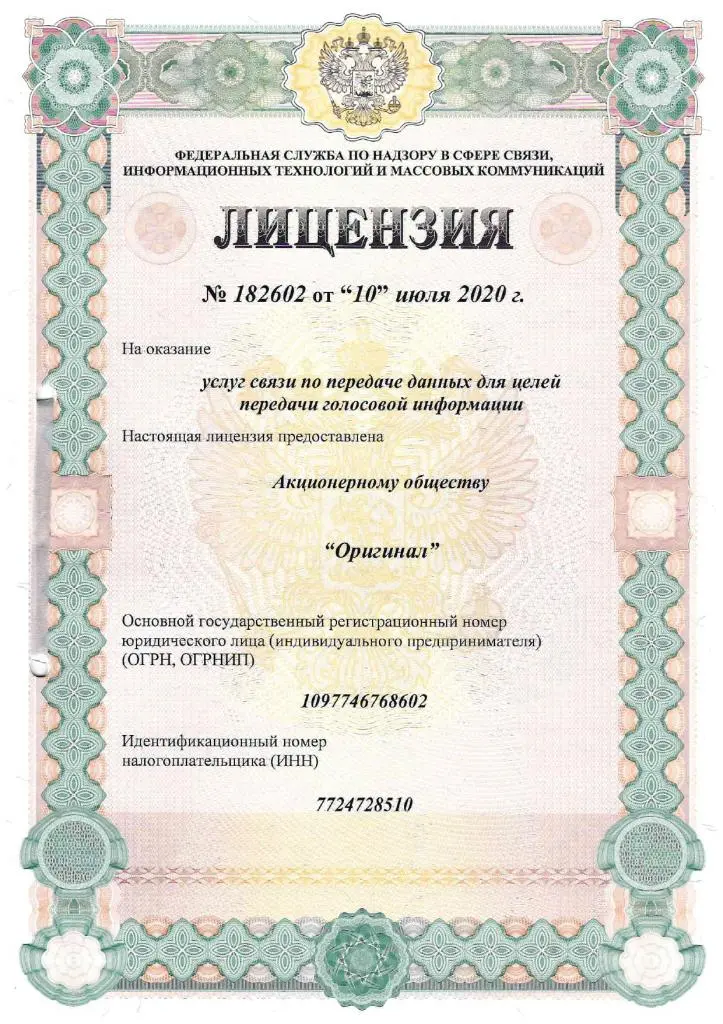 ФЕДЕРАЛЬНАЯ СЛУЖБА ПО НАДЗОРУ В СФЕРЕ СВЯЗИ,
ИНФОРМАЦИОННЫХ ТЕХНОЛОГИЙ И МАССОВЫХ КОММУНИКАЦИЙ
ЛИЦЕНЗИЯ
№ 182602 от “10” июля 2020 г.
На оказание
услуг связи по передаче данных для целей
передачи голосовой информации
Настоящая лицензия предоставлена
Акционерному обществу
“Оригинал”
Основной государственный регистрационный номер
юридического лица (индивидуального предпринимателя)
(ОГРН, ОГРНИП)
1097746768602
Идентификационный номер
налогоплательщика (ИНН)
7724728510